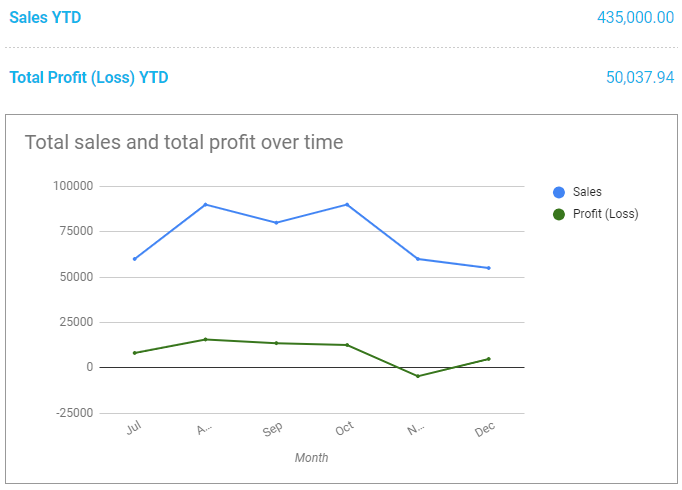 Sales YTD 435,000.00
Total Profit (Loss) YTD 50,037.94
Total sales and total profit over time
100000
75000
50000
25000
0
-25000
Sales
Profit (Loss)
Jul A... Sep Oct N... Dec
Month